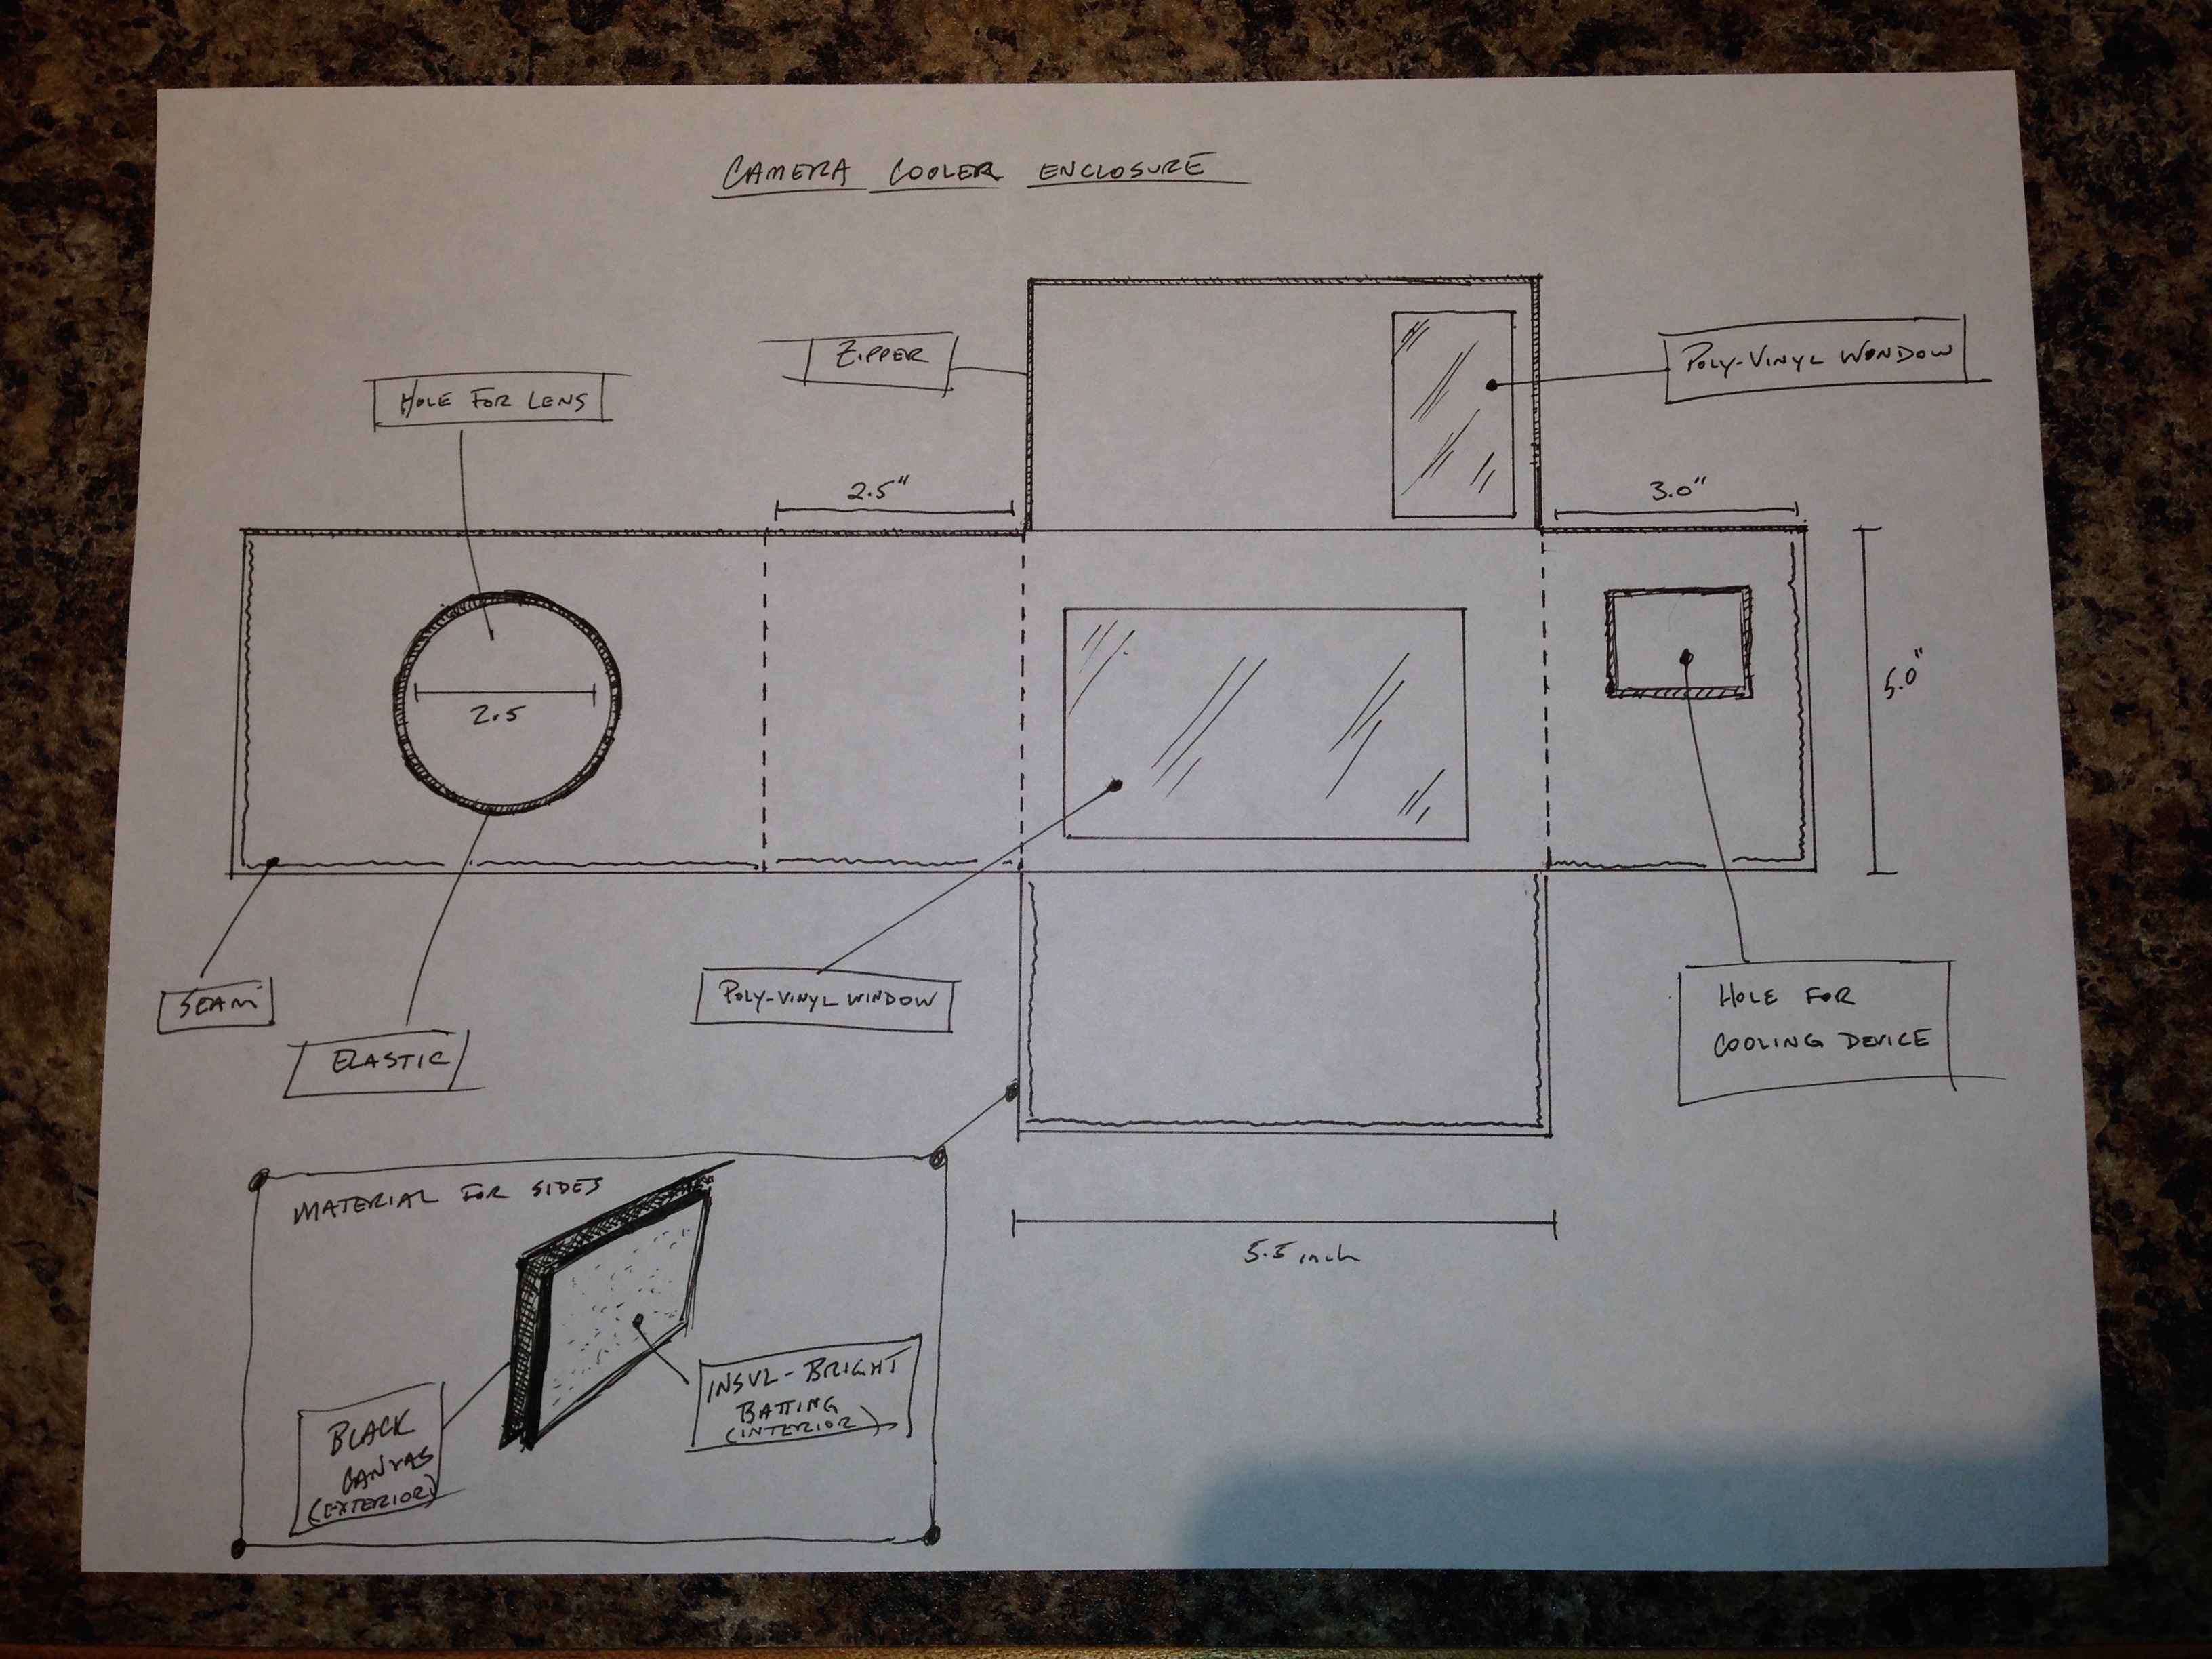 CAMERA COOLER ENCLOSURE
ZIPPER
POLY-VINYL WONDOW
HOLE FOR LENS
2.5"
3.0"
2.5
5.0"
SEAM
ELASTIC
POLY-VINYL WINDOW
HOLE FOR
COOLING DEVICE
MATERIAL FOR SIDES
5.5 inch
BLACK
CANVAS
(EXTERIOR)
INSUL-BRIGHT
BATTING
(INTERIOR)